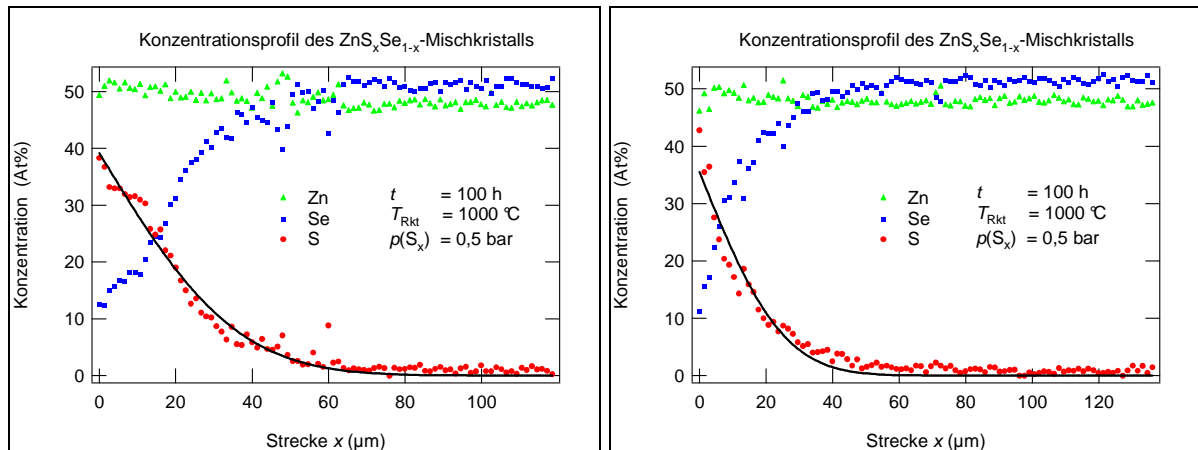 Konzentrationsprofil des ZnSₓSe₁₋ₓ-Mischkristalls
Konzentration (At%)
50
40
30
20
10
0
Zn
Se
S
t = 100 h
T_Rkt = 1000 °C
p(Sₓ) = 0,5 bar
0
20
40
60
80
100
Strecke x (µm)
Konzentrationsprofil des ZnSₓSe₁₋ₓ-Mischkristalls
Konzentration (At%)
50
40
30
20
10
0
Zn
Se
S
t = 100 h
T_Rkt = 1000 °C
p(Sₓ) = 0,5 bar
0
20
40
60
80
100
120
Strecke x (µm)